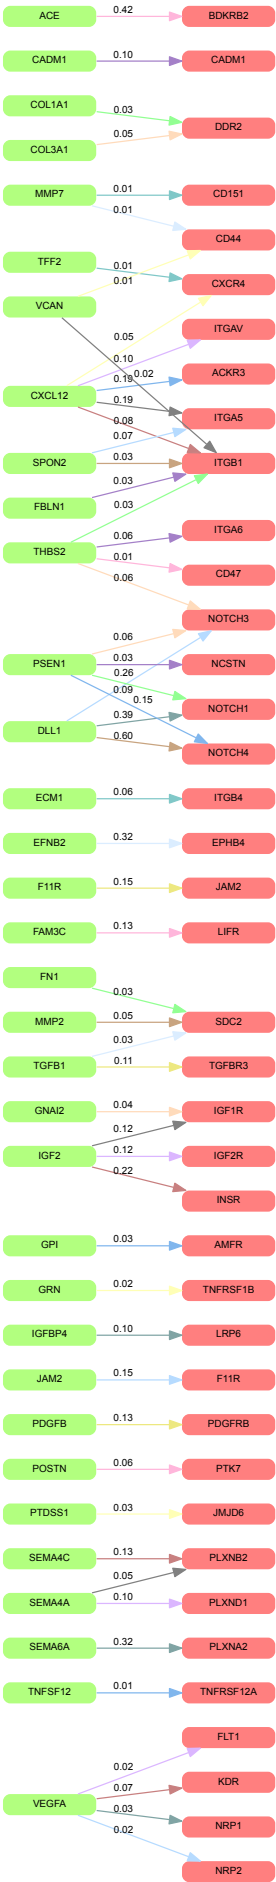 ACE 0.42 BDKRB2
CADM1 0.10 CADM1
COL1A1 0.03
DDR2
COL3A1 0.05
MMP7 0.01 CD151
0.01
CD44
TFF2 0.01 CXCR4
0.01
VCAN
ITGAV
0.05
0.10
ACKR3
0.02
0.19
CXCL12
0.19 ITGA5
0.08
0.07
SPON2 0.03 ITGB1
0.03
FBLN1
0.03
ITGA6
THBS2 0.06
0.01 CD47
0.06
NOTCH3
0.06
PSEN1 0.03 NCSTN
0.26
0.09
0.15 NOTCH1
0.39
DLL1
0.60 NOTCH4
ECM1 0.06 ITGB4
EFNB2 0.32 EPHB4
F11R 0.15 JAM2
FAM3C 0.13 LIFR
FN1
0.03
MMP2 0.05 SDC2
0.03
TGFB1 0.11 TGFBR3
GNAI2 0.04 IGF1R
0.12
IGF2 0.12 IGF2R
0.22
INSR
GPI 0.03 AMFR
GRN 0.02 TNFRSF1B
IGFBP4 0.10 LRP6
JAM2 0.15 F11R
PDGFB 0.13 PDGFRB
POSTN 0.06 PTK7
PTDSS1 0.03 JMJD6
SEMA4C 0.13 PLXNB2
0.05
SEMA4A 0.10 PLXND1
SEMA6A 0.32 PLXNA2
TNFSF12 0.01 TNFRSF12A
FLT1
0.02
KDR
0.07
VEGFA
0.03 NRP1
0.02
NRP2